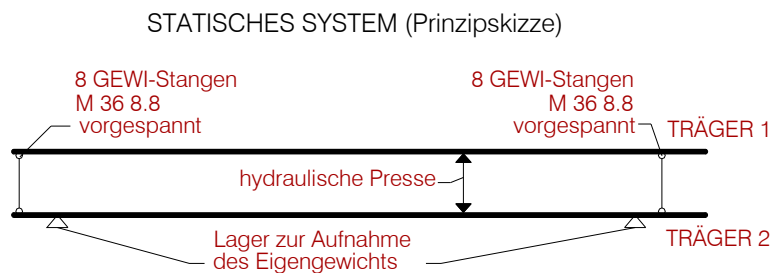 STATISCHES SYSTEM (Prinzipskizze)
8 GEWI-Stangen
M 36 8.8
vorgespannt
8 GEWI-Stangen
M 36 8.8
vorgespannt
TRÄGER 1
hydraulische Presse
Lager zur Aufnahme
des Eigengewichts
TRÄGER 2